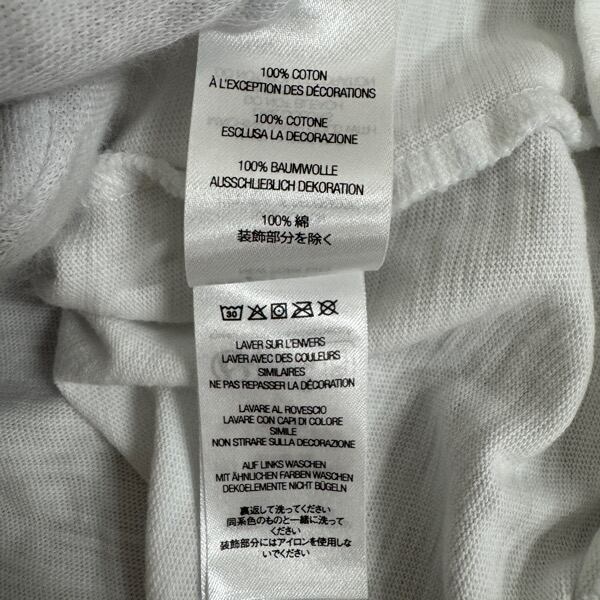 100% COTON
À L'EXCEPTION DES DÉCORATIONS
100% COTONE
ESCLUSA LA DECORAZIONE
100% BAUMWOLLE
AUSSCHLIEßLICH DEKORATION
100% 綿
装飾部分を除く
30
LAVER SUR L'ENVERS
LAVER AVEC DES COULEURS
SIMILAIRES
NE PAS REPASSER LA DÉCORATION
LAVARE AL ROVESCIO
LAVARE CON CAPI DI COLORE
SIMILE
NON STIRARE SULLA DECORAZIONE
AUF LINKS WASCHEN
MIT ÄHNLICHEN FARBEN WASCHEN
DEKOELEMENTE NICHT BÜGELN
裏返して洗ってください
同系色のものと一緒に洗って
ください
装飾部分にはアイロンを使用しな
いでください